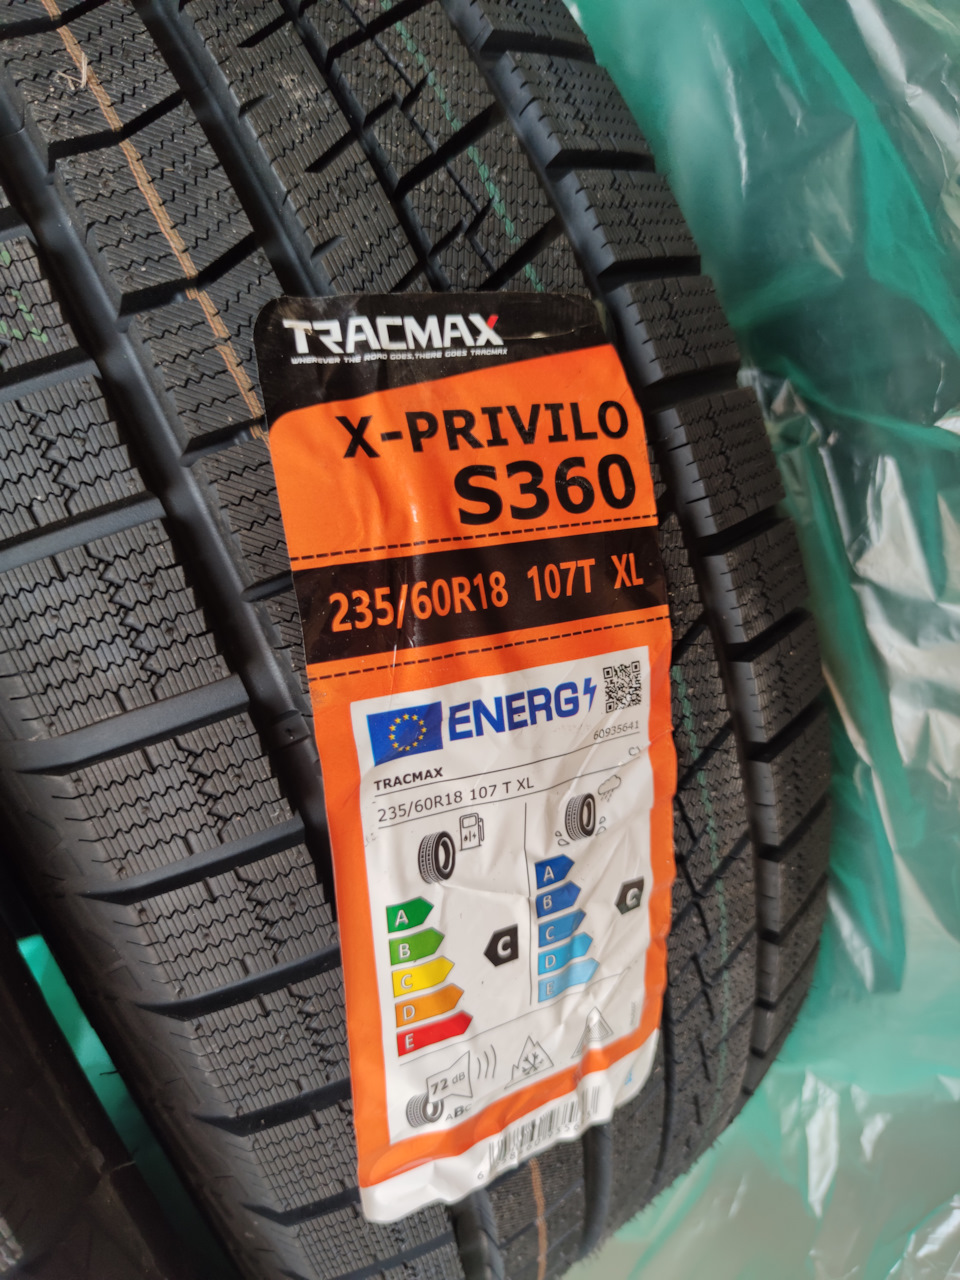 TRACMAX
WHEREVER THE ROAD GOES, THERE GOES TRACMAX
X-PRIVILO
S360
235/60R18 107T XL
ENERG
60935641
TRACMAX
C1
235/60R18 107 T XL
A
B
C
D
E
C
A
B
C
D
E
C
72 dB
ABC